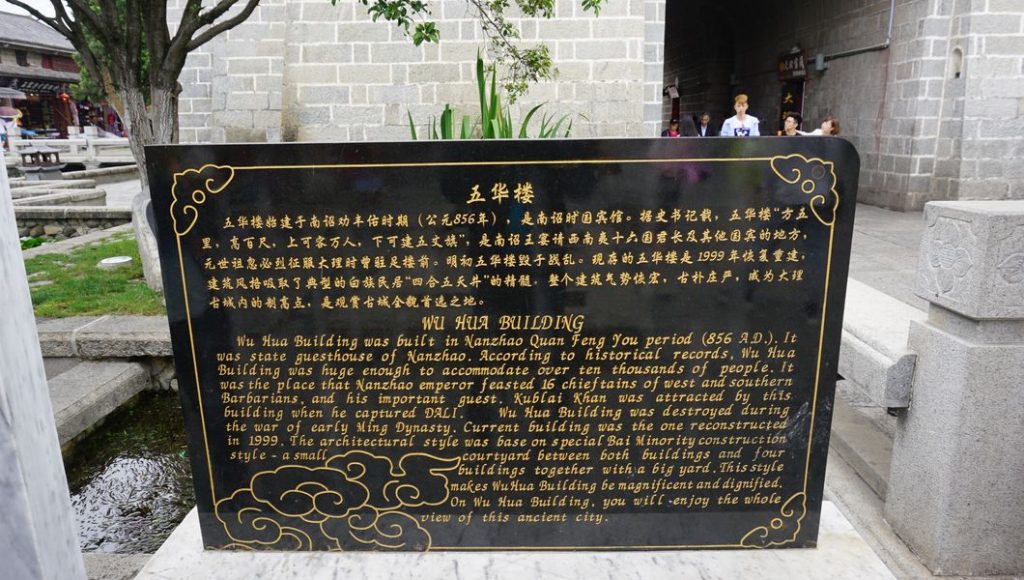 五华楼
五华楼始建于南诏劝丰佑时期（公元856年），是南诏时国宾馆。据史书记载，五华楼“方五
里，高百尺，上可容万人，下可建五丈旗”，是南诏王宴请西南夷十六国君长及其他国宾的地方，
元世祖忽必烈征服大理时曾驻足楼前。明初五华楼毁于战乱。现存的五华楼是1999年恢复重建，
建筑风格吸取了典型的白族民居“四合五天井”的精髓，整个建筑气势恢宏，古朴庄严，成为大理
古城内的制高点，是观赏古城全貌首选之地。
WU HUA BUILDING
Wu Hua Building was built in Nanzhao Quan Feng You period (856 A.D.). It
was state guesthouse of Nanzhao. According to historical records, Wu Hua
Building was huge enough to accommodate over ten thousands of people. It
was the place that Nanzhao emperor feasted 16 chieftains of west and southern
Barbarians, and his important guest. Kublai Khan was attracted by this
building when he captured DALI. Wu Hua Building was destroyed during
the war of early Ming Dynasty. Current building was the one reconstructed
in 1999. The architectural style was base on special Bai Minority construction
style - a small courtyard between both buildings and four
buildings together with a big yard. This style
makes Wu Hua Building be magnificent and dignified.
On Wu Hua Building, you will enjoy the whole
view of this ancient city.